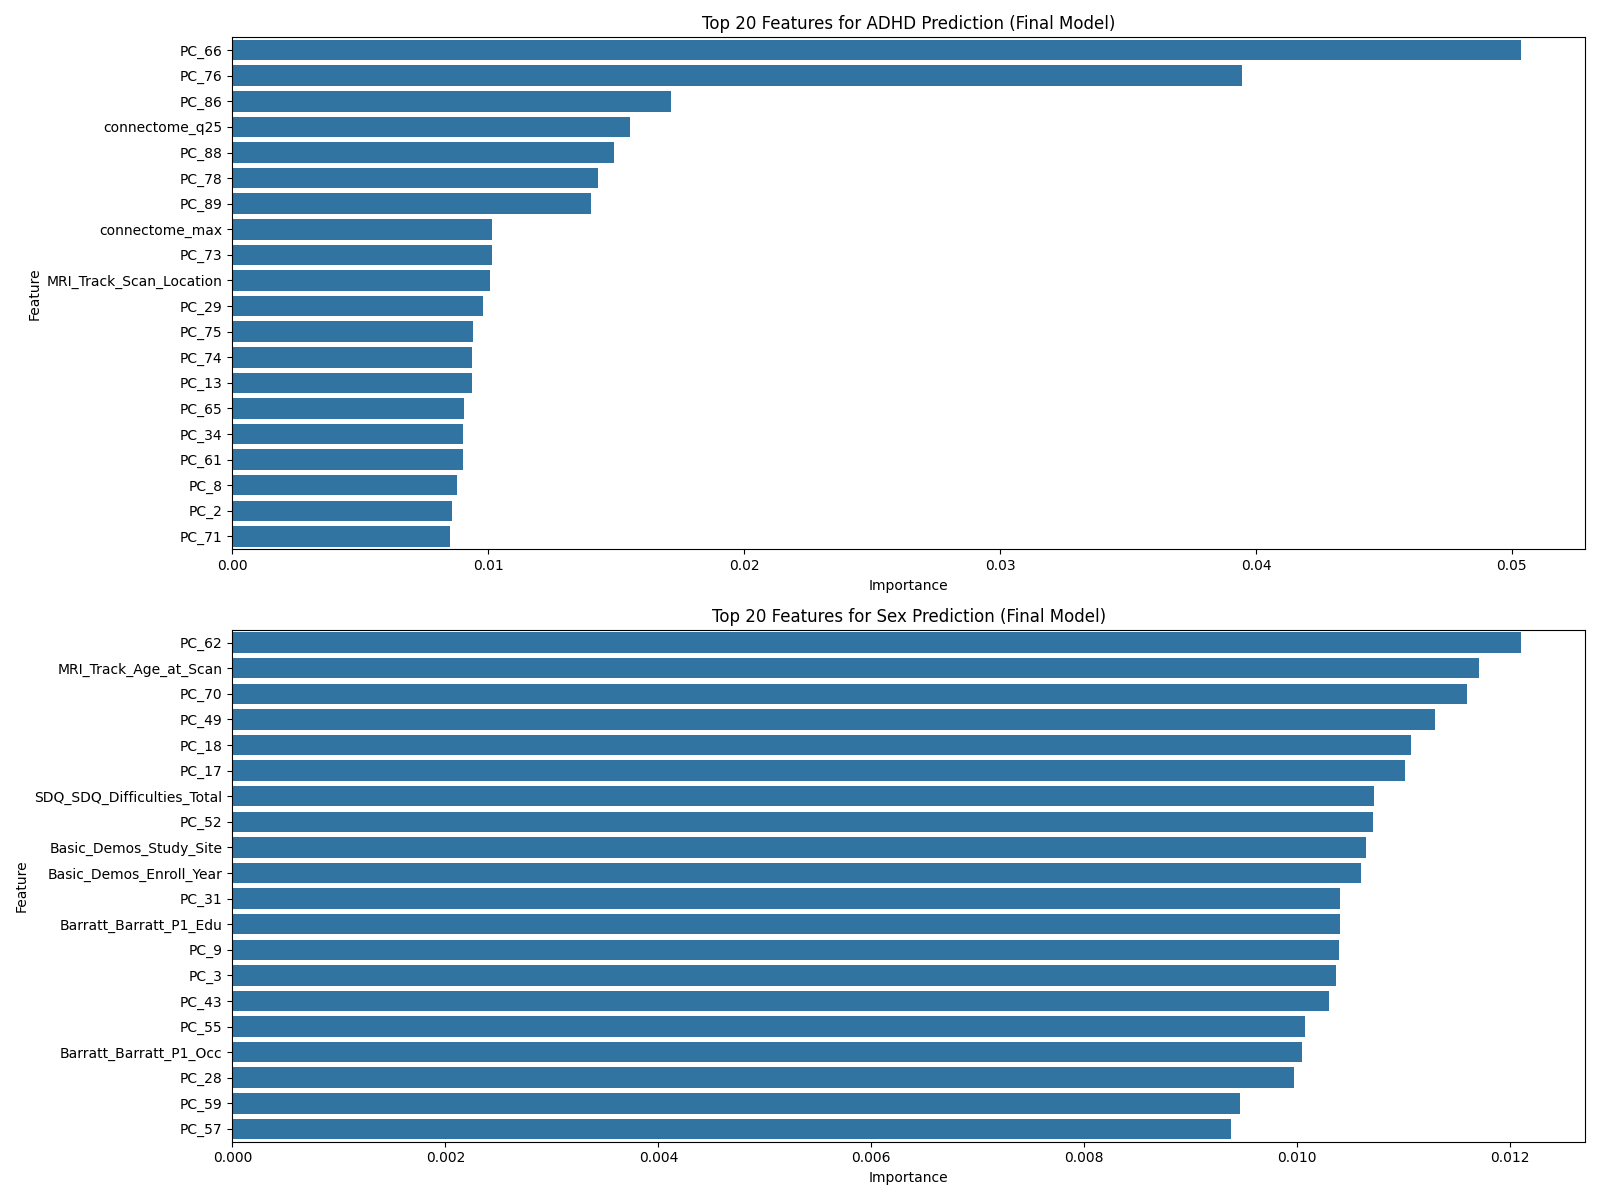 Top 20 Features for ADHD Prediction (Final Model)
Feature
PC_66
PC_76
PC_86
connectome_q25
PC_88
PC_78
PC_89
connectome_max
PC_73
MRI_Track_Scan_Location
PC_29
PC_75
PC_74
PC_13
PC_65
PC_34
PC_61
PC_8
PC_2
PC_71
0.00 0.01 0.02 0.03 0.04 0.05
Importance
Top 20 Features for Sex Prediction (Final Model)
Feature
PC_62
MRI_Track_Age_at_Scan
PC_70
PC_49
PC_18
PC_17
SDQ_SDQ_Difficulties_Total
PC_52
Basic_Demos_Study_Site
Basic_Demos_Enroll_Year
PC_31
Barratt_Barratt_P1_Edu
PC_9
PC_3
PC_43
PC_55
Barratt_Barratt_P1_Occ
PC_28
PC_59
PC_57
0.000 0.002 0.004 0.006 0.008 0.010 0.012
Importance